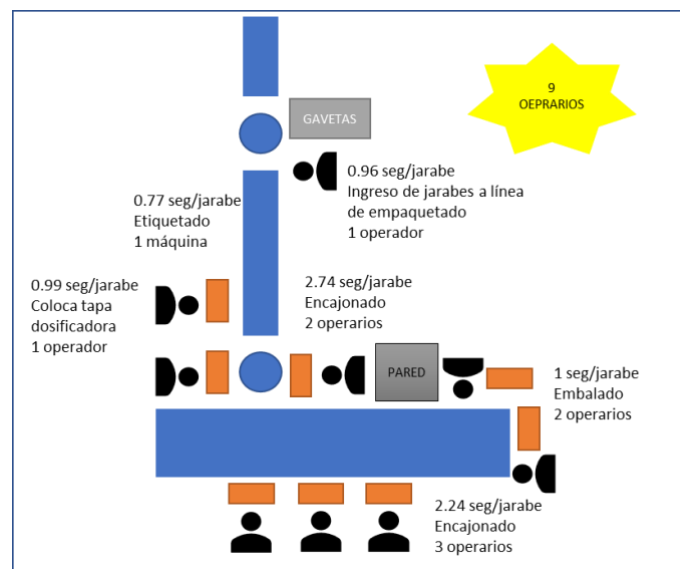 9
OEPRARIOS
GAVETAS
0.96 seg/jarabe
Ingreso de jarabes a línea
de empaquetado
1 operador
0.77 seg/jarabe
Etiquetado
1 máquina
0.99 seg/jarabe
Coloca tapa
dosificadora
1 operador
2.74 seg/jarabe
Encajonado
2 operarios
PARED
1 seg/jarabe
Embalado
2 operarios
2.24 seg/jarabe
Encajonado
3 operarios